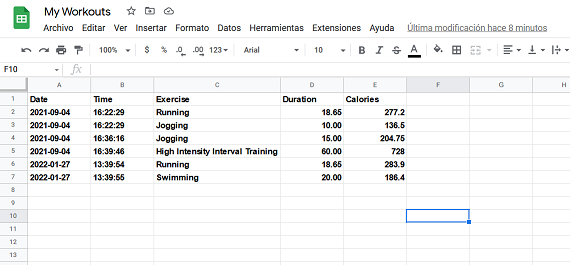 My Workouts
Archivo Editar Ver Insertar Formato Datos Herramientas Extensiones Ayuda Última modificación hace 8 minutos
100% $ % .0 .00 123 Arial 10 B I S A
F10 fx
A B C D E F G H
1 Date Time Exercise Duration Calories
2 2021-09-04 16:22:29 Running 18.65 277.2
3 2021-09-04 16:22:29 Jogging 10.00 136.5
4 2021-09-04 16:36:16 Jogging 15.00 204.75
5 2021-09-04 16:39:46 High Intensity Interval Training 60.00 728
6 2022-01-27 13:39:54 Running 18.65 283.9
7 2022-01-27 13:39:55 Swimming 20.00 186.4
8
9
10
11
12
13